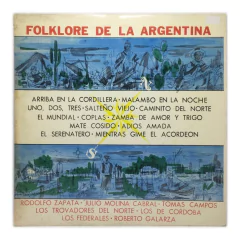 FOLKLORE DE LA ARGENTINA
ARRIBA EN LA CORDILLERA · MALAMBO EN LA NOCHE
UNO, DOS, TRES · SALTEÑO VIEJO · CAMINITO DEL NORTE
EL MUNDIAL · COPLAS · ZAMBA DE AMOR Y TRIGO
MATE COSIDO · ADIOS AMADA
EL SERENATERO · MIENTRAS GIME EL ACORDEON
RODOLFO ZAPATA · JULIO MOLINA CABRAL · TOMAS CAMPOS
LOS TROVADORES DEL NORTE · LOS DE CORDOBA
LOS FEDERALES · ROBERTO GALARZA